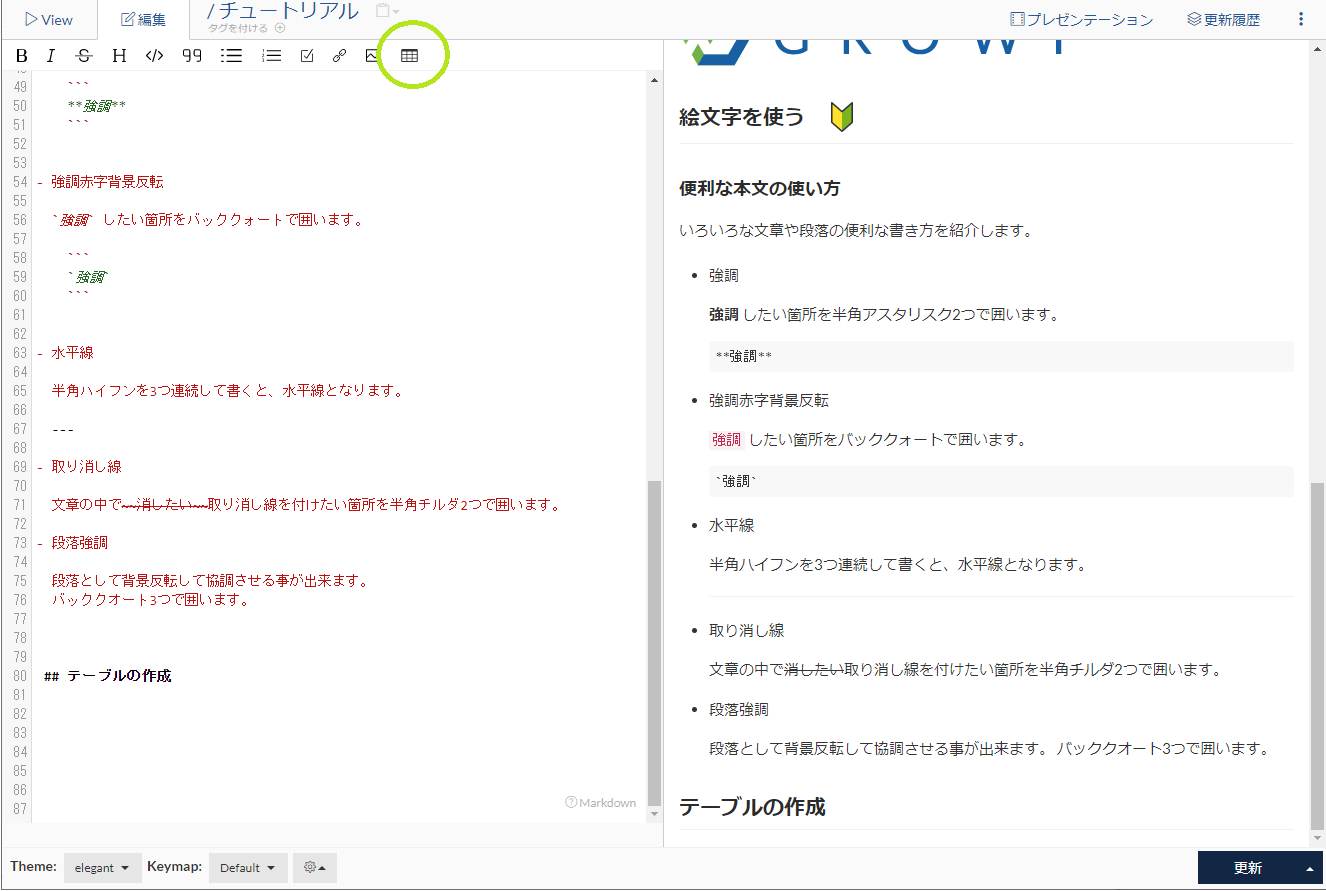 View
編集
/ チュートリアル
タグを付ける
プレゼンテーション
更新履歴
B I S H </> 99
49 ```
50 **強調**
51 ```
52
53
54 - 強調赤字背景反転
55
56 `強調` したい箇所をバッククォートで囲います。
57
58 ```
59 `強調`
60 ```
61
62
63 - 水平線
64
65 半角ハイフンを3つ連続して書くと、水平線となります。
66
67 ---
68
69 - 取り消し線
70
71 文章の中で~~消したい~~取り消し線を付けたい箇所を半角チルダ2つで囲います。
72
73 - 段落強調
74
75 段落として背景反転して協調させる事が出来ます。
76 バッククオート3つで囲います。
77
78
79
80 ## テーブルの作成
81
82
83
84
85
86
87
Markdown
GROWI
絵文字を使う
便利な本文の使い方
いろいろな文章や段落の便利な書き方を紹介します。
• 強調
強調 したい箇所を半角アスタリスク2つで囲います。
**強調**
• 強調赤字背景反転
強調 したい箇所をバッククォートで囲います。
`強調`
• 水平線
半角ハイフンを3つ連続して書くと、水平線となります。
• 取り消し線
文章の中で消したい取り消し線を付けたい箇所を半角チルダ2つで囲います。
• 段落強調
段落として背景反転して協調させる事が出来ます。 バッククオート3つで囲います。
テーブルの作成
Theme: elegant Keymap: Default
更新